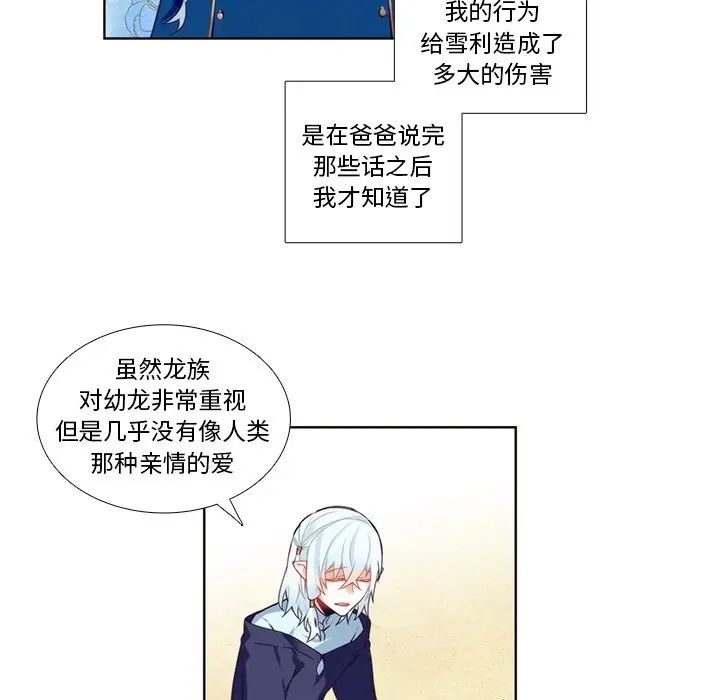 我的行为
给雪利造成了
多大的伤害
是在爸爸说完
那些话之后
我才知道了
虽然龙族
对幼龙非常重视
但是几乎没有像人类
那种亲情的爱